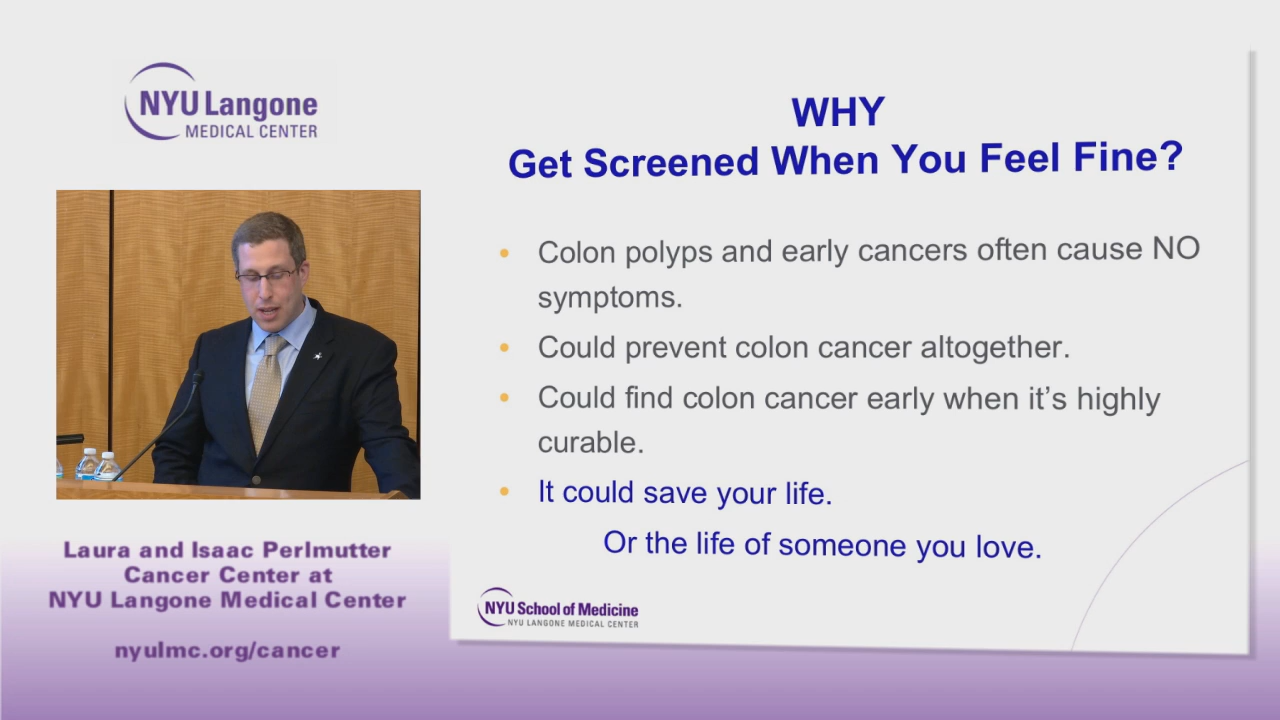 NYU Langone
MEDICAL CENTER
WHY
Get Screened When You Feel Fine?
• Colon polyps and early cancers often cause NO
symptoms.
• Could prevent colon cancer altogether.
• Could find colon cancer early when it’s highly
curable.
• It could save your life.
Or the life of someone you love.
NYU School of Medicine
NYU LANGONE MEDICAL CENTER
Laura and Isaac Perlmutter
Cancer Center at
NYU Langone Medical Center
nyulmc.org/cancer